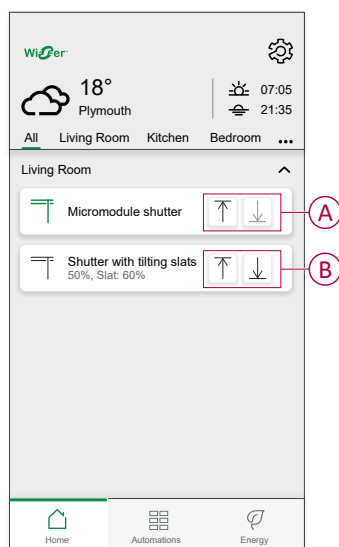 Wiser
18°
Plymouth
07:05
21:35
All Living Room Kitchen Bedroom •••
Living Room
Micromodule shutter
A
Shutter with tilting slats
50%, Slat: 60%
B
Home Automations Energy